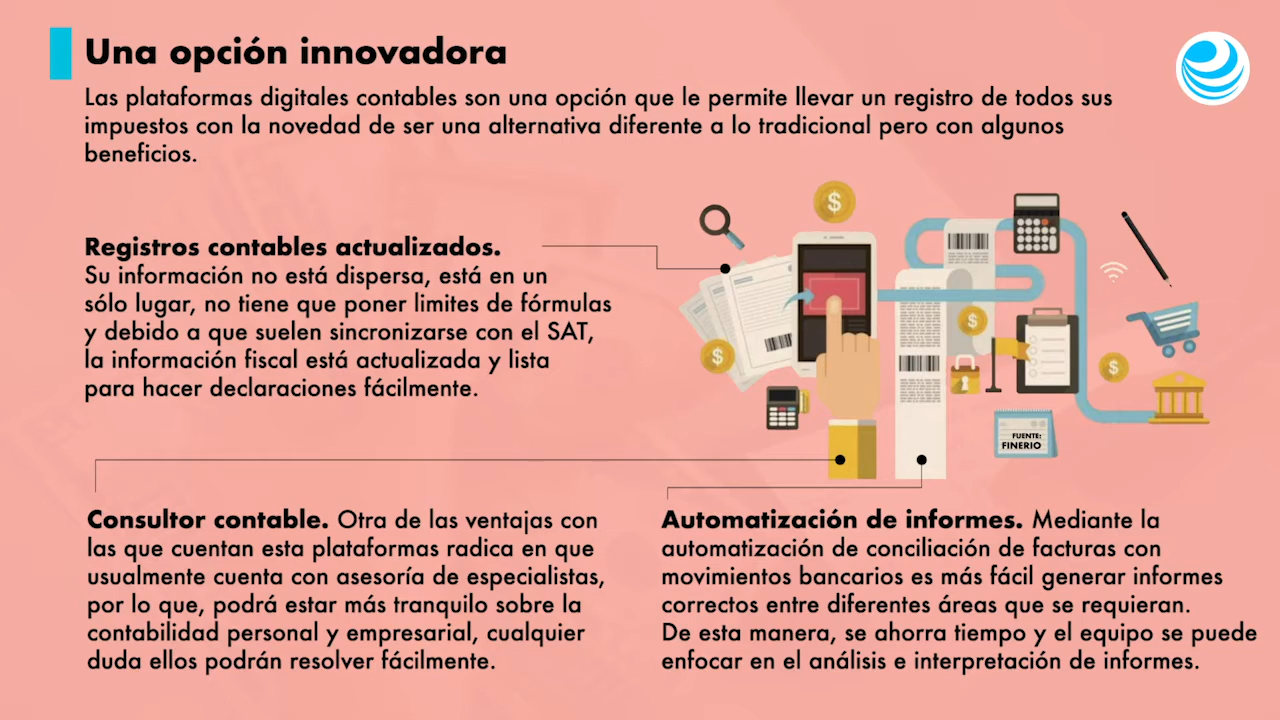 Una opción innovadora
Las plataformas digitales contables son una opción que le permite llevar un registro de todos sus
impuestos con la novedad de ser una alternativa diferente a lo tradicional pero con algunos
beneficios.
Registros contables actualizados.
Su información no está dispersa, está en un
sólo lugar, no tiene que poner limites de fórmulas
y debido a que suelen sincronizarse con el SAT,
la información fiscal está actualizada y lista
para hacer declaraciones fácilmente.
$
$
$
$
FUENTE:
FINERIO
Consultor contable. Otra de las ventajas con
las que cuentan esta plataformas radica en que
usualmente cuenta con asesoría de especialistas,
por lo que, podrá estar más tranquilo sobre la
contabilidad personal y empresarial, cualquier
duda ellos podrán resolver fácilmente.
Automatización de informes. Mediante la
automatización de conciliación de facturas con
movimientos bancarios es más fácil generar informes
correctos entre diferentes áreas que se requieran.
De esta manera, se ahorra tiempo y el equipo se puede
enfocar en el análisis e interpretación de informes.